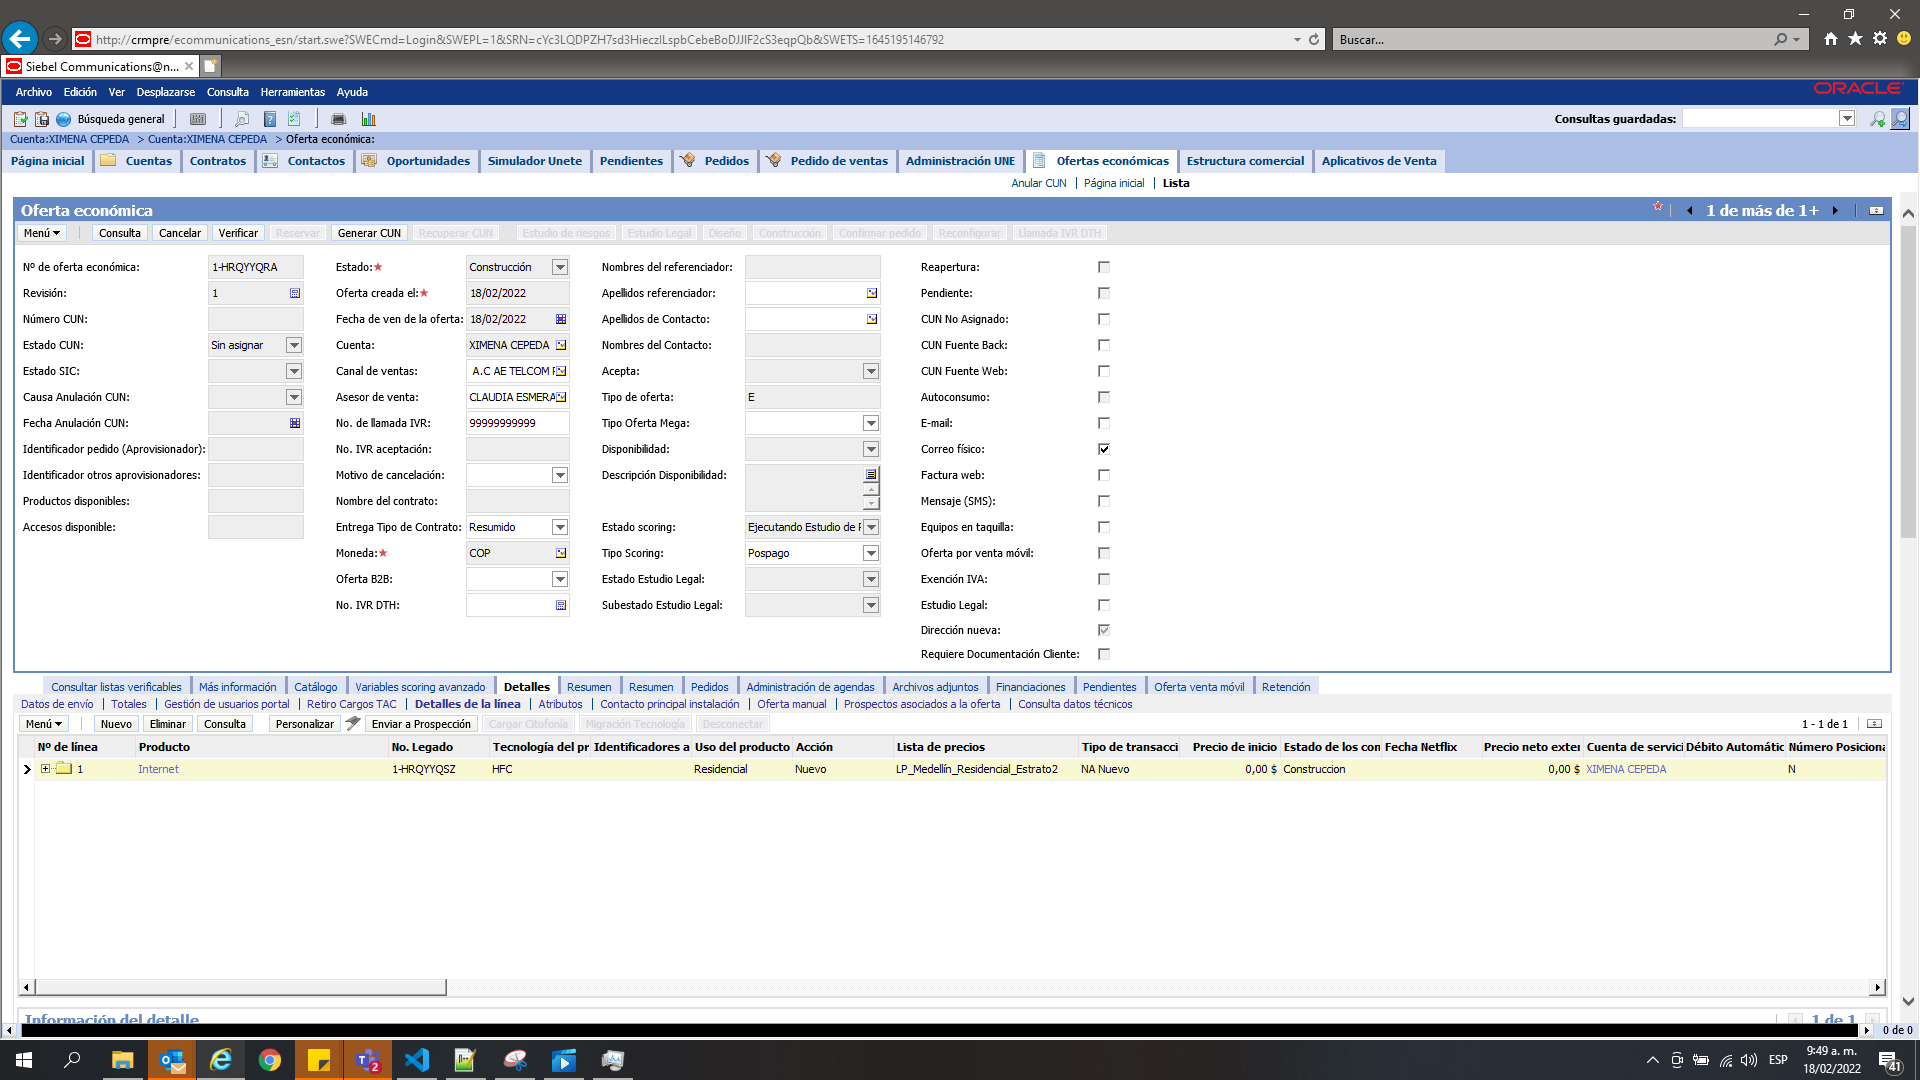 http://crmpre/ecommunications_esn/start.swe?SWECmd=Login&SWEPL=1&SRN=cYc3LQDPZH7sd3HieczILspbCebeBoDJJIF2cS3eqpQb&SWETS=1645195146792
Buscar...
Siebel Communications@n...
Archivo Edición Ver Desplazarse Consulta Herramientas Ayuda
ORACLE
Búsqueda general
Consultas guardadas:
Cuenta:XIMENA CEPEDA > Cuenta:XIMENA CEPEDA > Oferta económica:
Página inicial Cuentas Contratos Contactos Oportunidades Simulador Unete Pendientes Pedidos Pedido de ventas Administración UNE Ofertas económicas Estructura comercial Aplicativos de Venta
Anular CUN | Página inicial | Lista
Oferta económica
1 de más de 1+
Menú Consulta Cancelar Verificar Reservar Generar CUN Recuperar CUN Estudio de riesgos Estudio Legal Diseño Construcción Confirmar pedido Reconfigurar Llamada IVR DTH
Nº de oferta económica: 1-HRQYYQRA Estado:* Construcción Nombres del referenciador: Reapertura:
Revisión: 1 Oferta creada el:* 18/02/2022 Apellidos referenciador: Pendiente:
Número CUN: Fecha de ven de la oferta: 18/02/2022 Apellidos de Contacto: CUN No Asignado:
Estado CUN: Sin asignar Cuenta: XIMENA CEPEDA Nombres del Contacto: CUN Fuente Back:
Estado SIC: Canal de ventas: A.C AE TELCOM Acepta: CUN Fuente Web:
Causa Anulación CUN: Asesor de venta: CLAUDIA ESMERA Tipo de oferta: E Autoconsumo:
Fecha Anulación CUN: No. de llamada IVR: 99999999999 Tipo Oferta Mega: E-mail:
Identificador pedido (Aprovisionador): No. IVR aceptación: Disponibilidad: Correo físico:
Identificador otros aprovisionadores: Motivo de cancelación: Descripción Disponibilidad: Factura web:
Productos disponibles: Nombre del contrato: Mensaje (SMS):
Accesos disponible: Entrega Tipo de Contrato: Resumido Estado scoring: Ejecutando Estudio de Equipos en taquilla:
Moneda:* COP Tipo Scoring: Pospago Oferta por venta móvil:
Oferta B2B: Estado Estudio Legal: Exención IVA:
No. IVR DTH: Subestado Estudio Legal: Estudio Legal:
Dirección nueva:
Requiere Documentación Cliente:
Consultar listas verificables Más información Catálogo Variables scoring avanzado Detalles Resumen Resumen Pedidos Administración de agendas Archivos adjuntos Financiaciones Pendientes Oferta venta móvil Retención
Datos de envío | Totales | Gestión de usuarios portal | Retiro Cargos TAC | Detalles de la línea | Atributos | Contacto principal instalación | Oferta manual | Prospectos asociados a la oferta | Consulta datos técnicos
Menú Nuevo Eliminar Consulta Personalizar Enviar a Prospección Cargar Citofonía Migración Tecnología Desconectar 1 - 1 de 1
Nº de línea Producto No. Legado Tecnología del pr Identificadores a Uso del producto Acción Lista de precios Tipo de transacci Precio de inicio Estado de los con Fecha Netflix Precio neto exter Cuenta de servici Débito Automátic Número Posiciona
1 Internet 1-HRQYYQSZ HFC Residencial Nuevo LP_Medellín_Residencial_Estrato2 NA Nuevo 0,00 $ Construccion 0,00 $ XIMENA CEPEDA N
Información del detalle 1 de 1
0 de 0
2
ESP
9:49 a. m.
18/02/2022
41